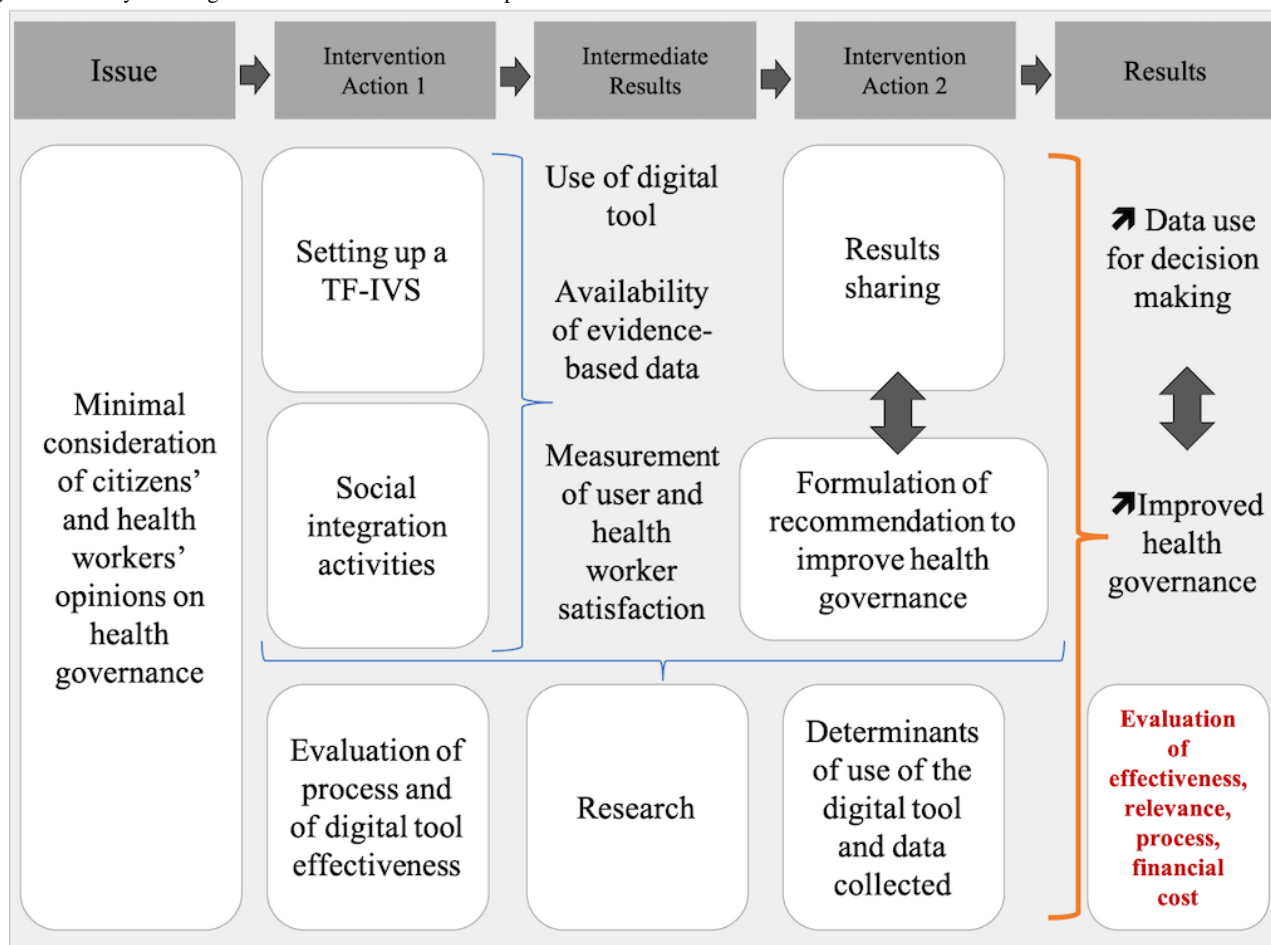 Issue
Intervention
Action 1
Intermediate
Results
Intervention
Action 2
Results
Minimal
consideration
of citizens’
and health
workers’
opinions on
health
governance
Setting up a
TF-IVS
Social
integration
activities
Use of digital
tool
Availability
of evidence-
based data
Measurement
of user and
health
worker
satisfaction
Results
sharing
Formulation of
recommendation to
improve health
governance
↗ Data use
for decision
making
↗Improved
health
governance
Evaluation of
process and
of digital tool
effectiveness
Research
Determinants
of use of the
digital tool
and data
collected
Evaluation
of
effectiveness,
relevance,
process,
financial
cost